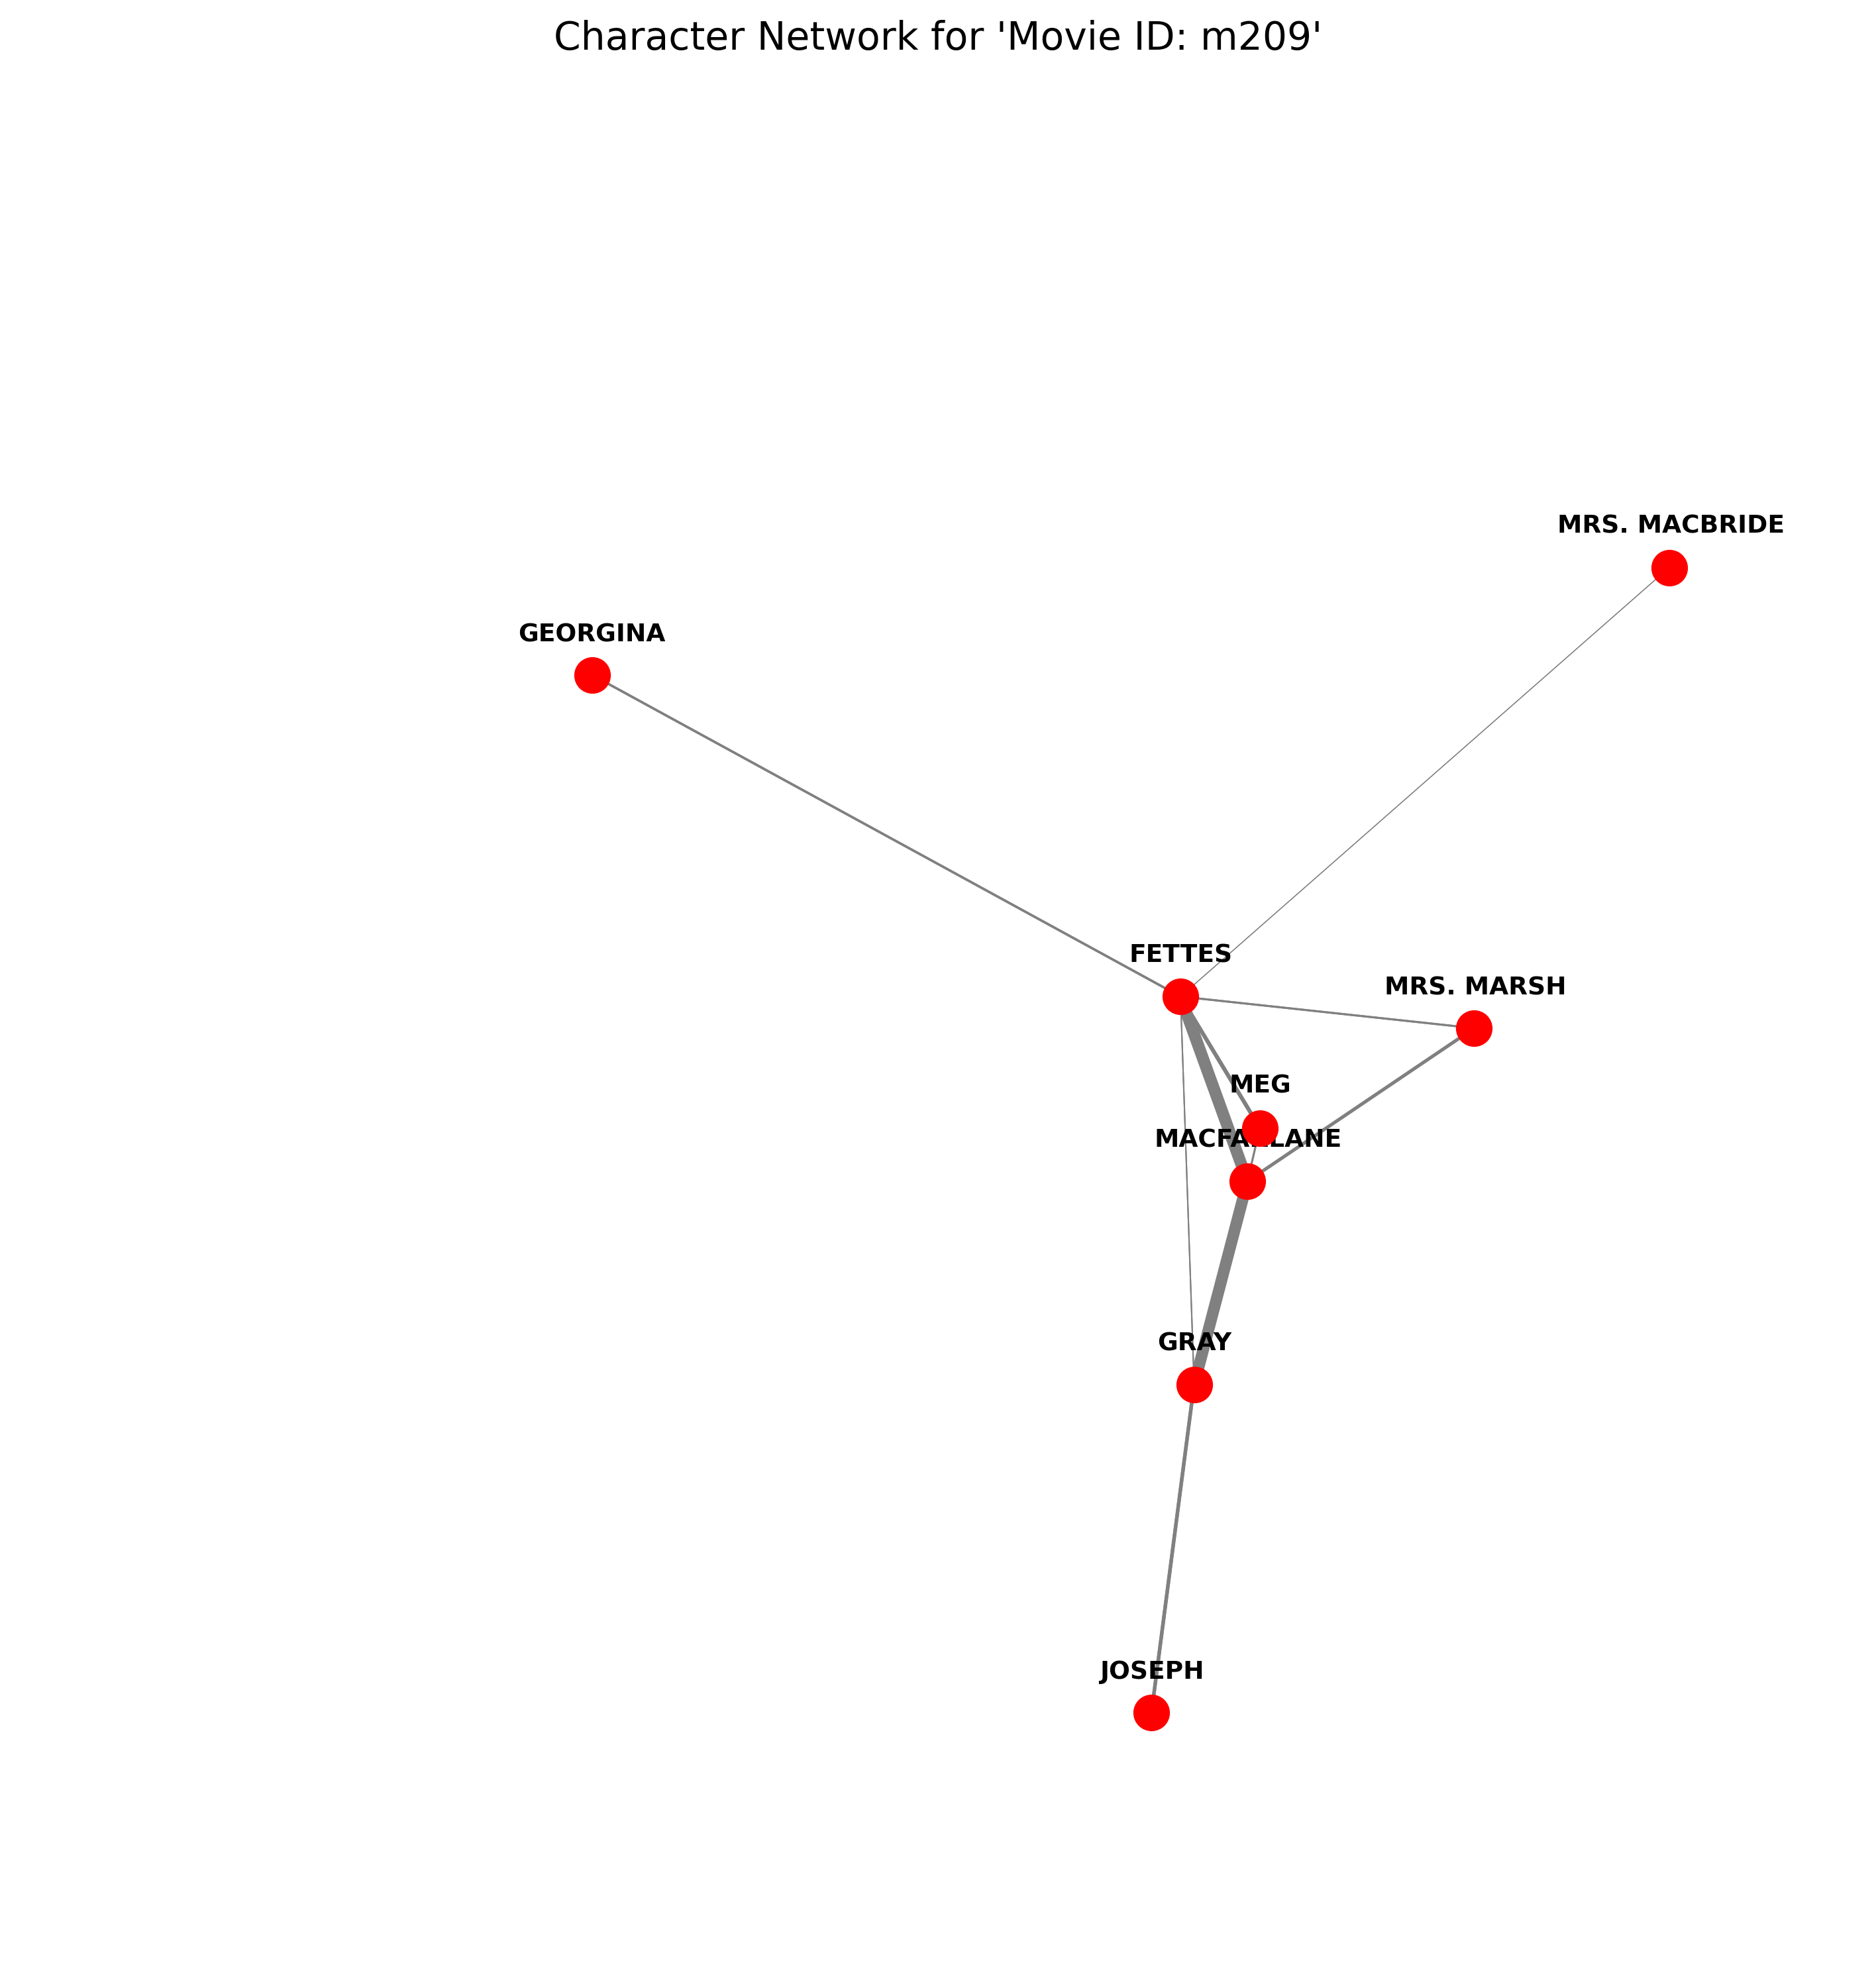 Character Network for 'Movie ID: m209'
MRS. MACBRIDE
GEORGINA
FETTES
MRS. MARSH
MEG
MACFARLANE
GRAY
JOSEPH